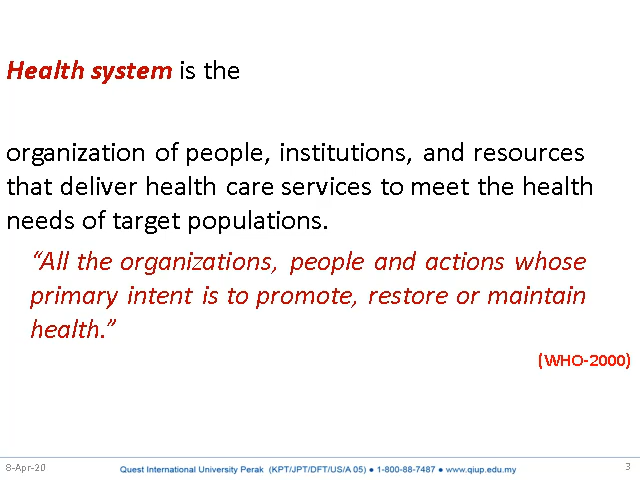 Health system is the
organization of people, institutions, and resources
that deliver health care services to meet the health
needs of target populations.
“All the organizations, people and actions whose
primary intent is to promote, restore or maintain
health.”
(WHO-2000)
8-Apr-20
Quest International University Perak (KPT/JPT/DFT/US/A 05) ● 1-800-88-7487 ● www.qiup.edu.my
3